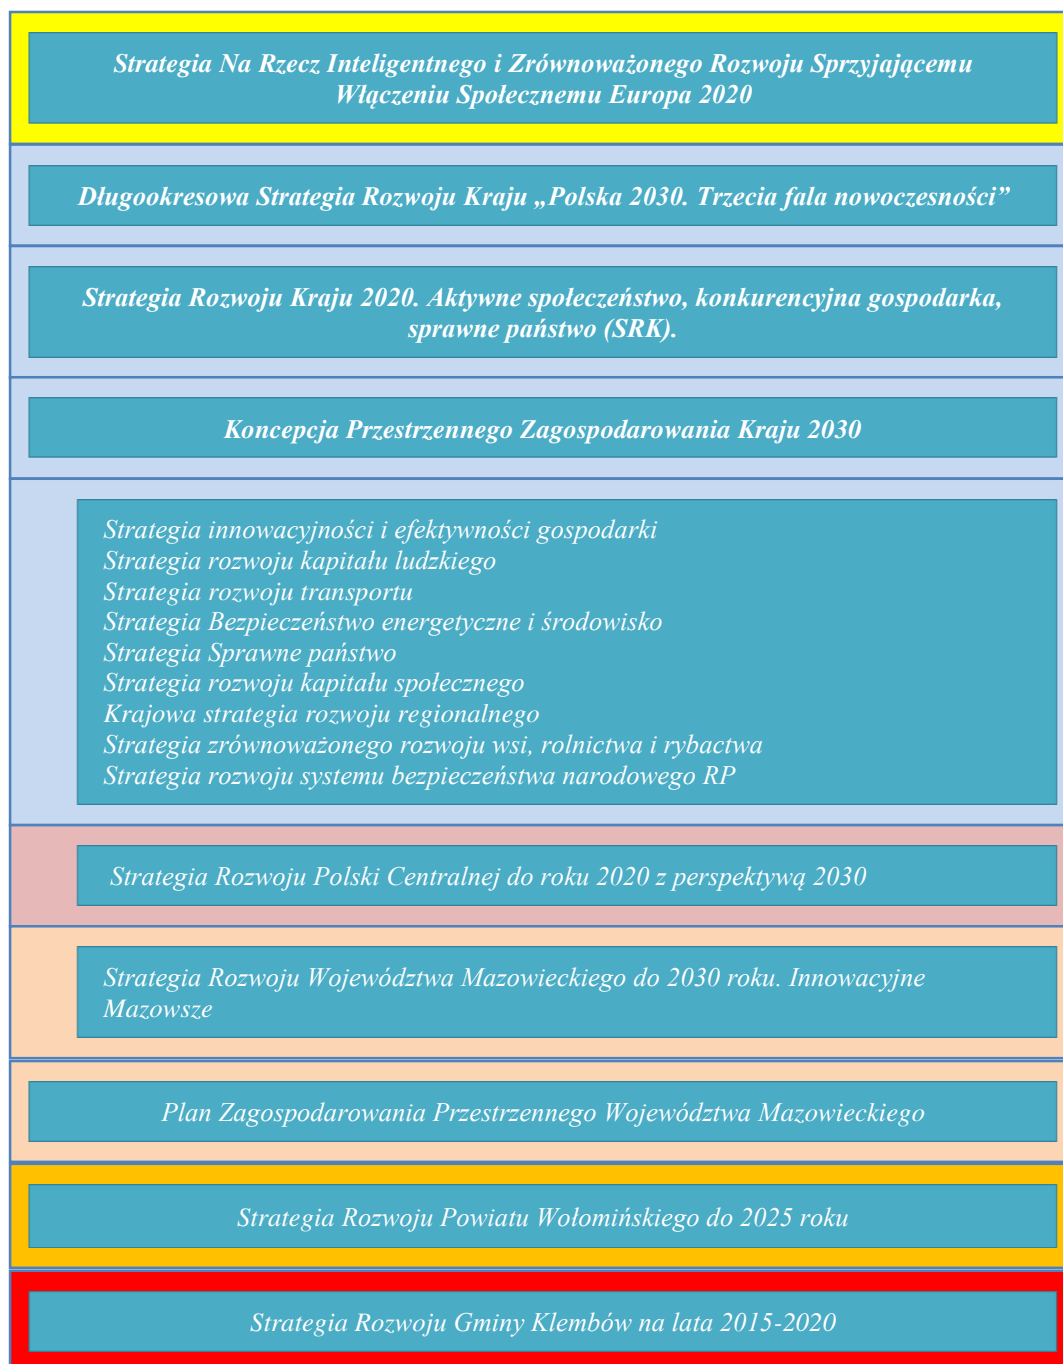 Strategia Na Rzecz Inteligentnego i Zrównoważonego Rozwoju Sprzyjającemu
Włączeniu Społecznemu Europa 2020
Długookresowa Strategia Rozwoju Kraju „Polska 2030. Trzecia fala nowoczesności”
Strategia Rozwoju Kraju 2020. Aktywne społeczeństwo, konkurencyjna gospodarka,
sprawne państwo (SRK).
Koncepcja Przestrzennego Zagospodarowania Kraju 2030
Strategia innowacyjności i efektywności gospodarki
Strategia rozwoju kapitału ludzkiego
Strategia rozwoju transportu
Strategia Bezpieczeństwo energetyczne i środowisko
Strategia Sprawne państwo
Strategia rozwoju kapitału społecznego
Krajowa strategia rozwoju regionalnego
Strategia zrównoważonego rozwoju wsi, rolnictwa i rybactwa
Strategia rozwoju systemu bezpieczeństwa narodowego RP
Strategia Rozwoju Polski Centralnej do roku 2020 z perspektywą 2030
Strategia Rozwoju Województwa Mazowieckiego do 2030 roku. Innowacyjne
Mazowsze
Plan Zagospodarowania Przestrzennego Województwa Mazowieckiego
Strategia Rozwoju Powiatu Wołomińskiego do 2025 roku
Strategia Rozwoju Gminy Klembów na lata 2015-2020